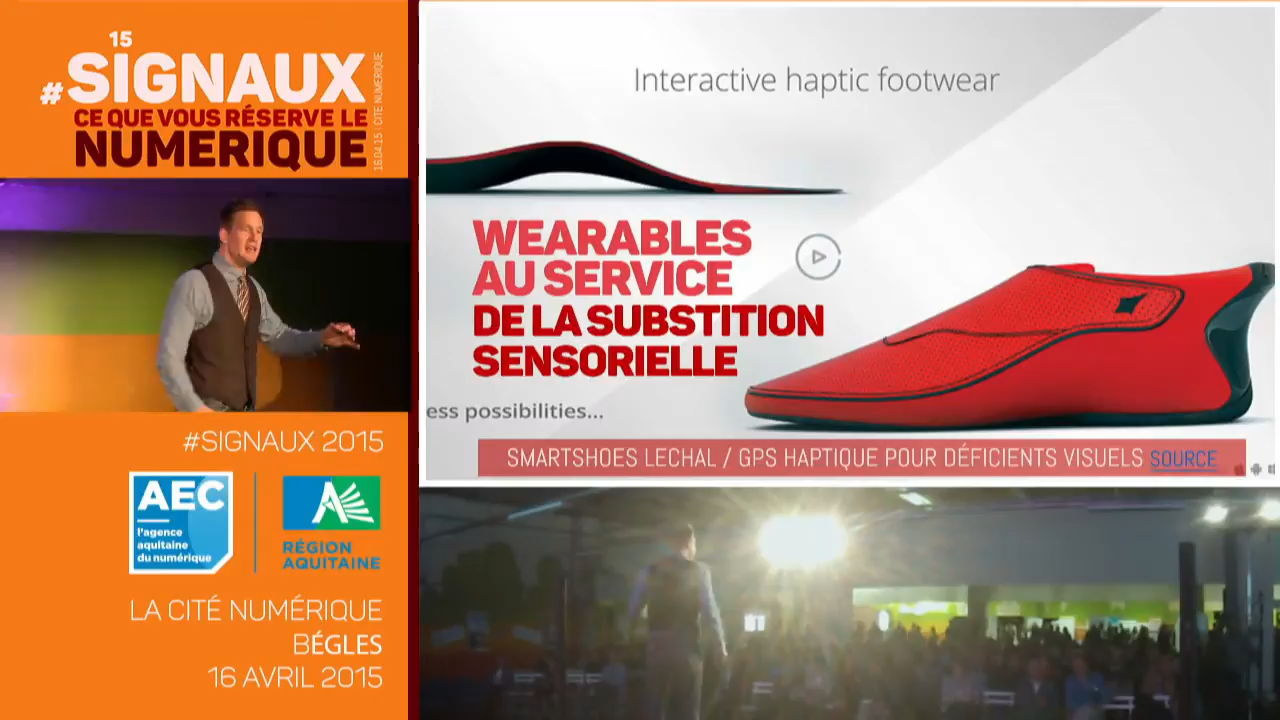 15
#SIGNAUX
CE QUE VOUS RÉSERVE LE
NUMERIQUE
16.04.15 | CITÉ NUMÉRIQUE
#SIGNAUX 2015
AEC
l'agence
aquitaine
du numérique
RÉGION
AQUITAINE
LA CITÉ NUMÉRIQUE
BÉGLES
16 AVRIL 2015
Interactive haptic footwear
WEARABLES
AU SERVICE
DE LA SUBSTITION
SENSORIELLE
ess possibilities...
SMARTSHOES LECHAL / GPS HAPTIQUE POUR DÉFICIENTS VISUELS SOURCE